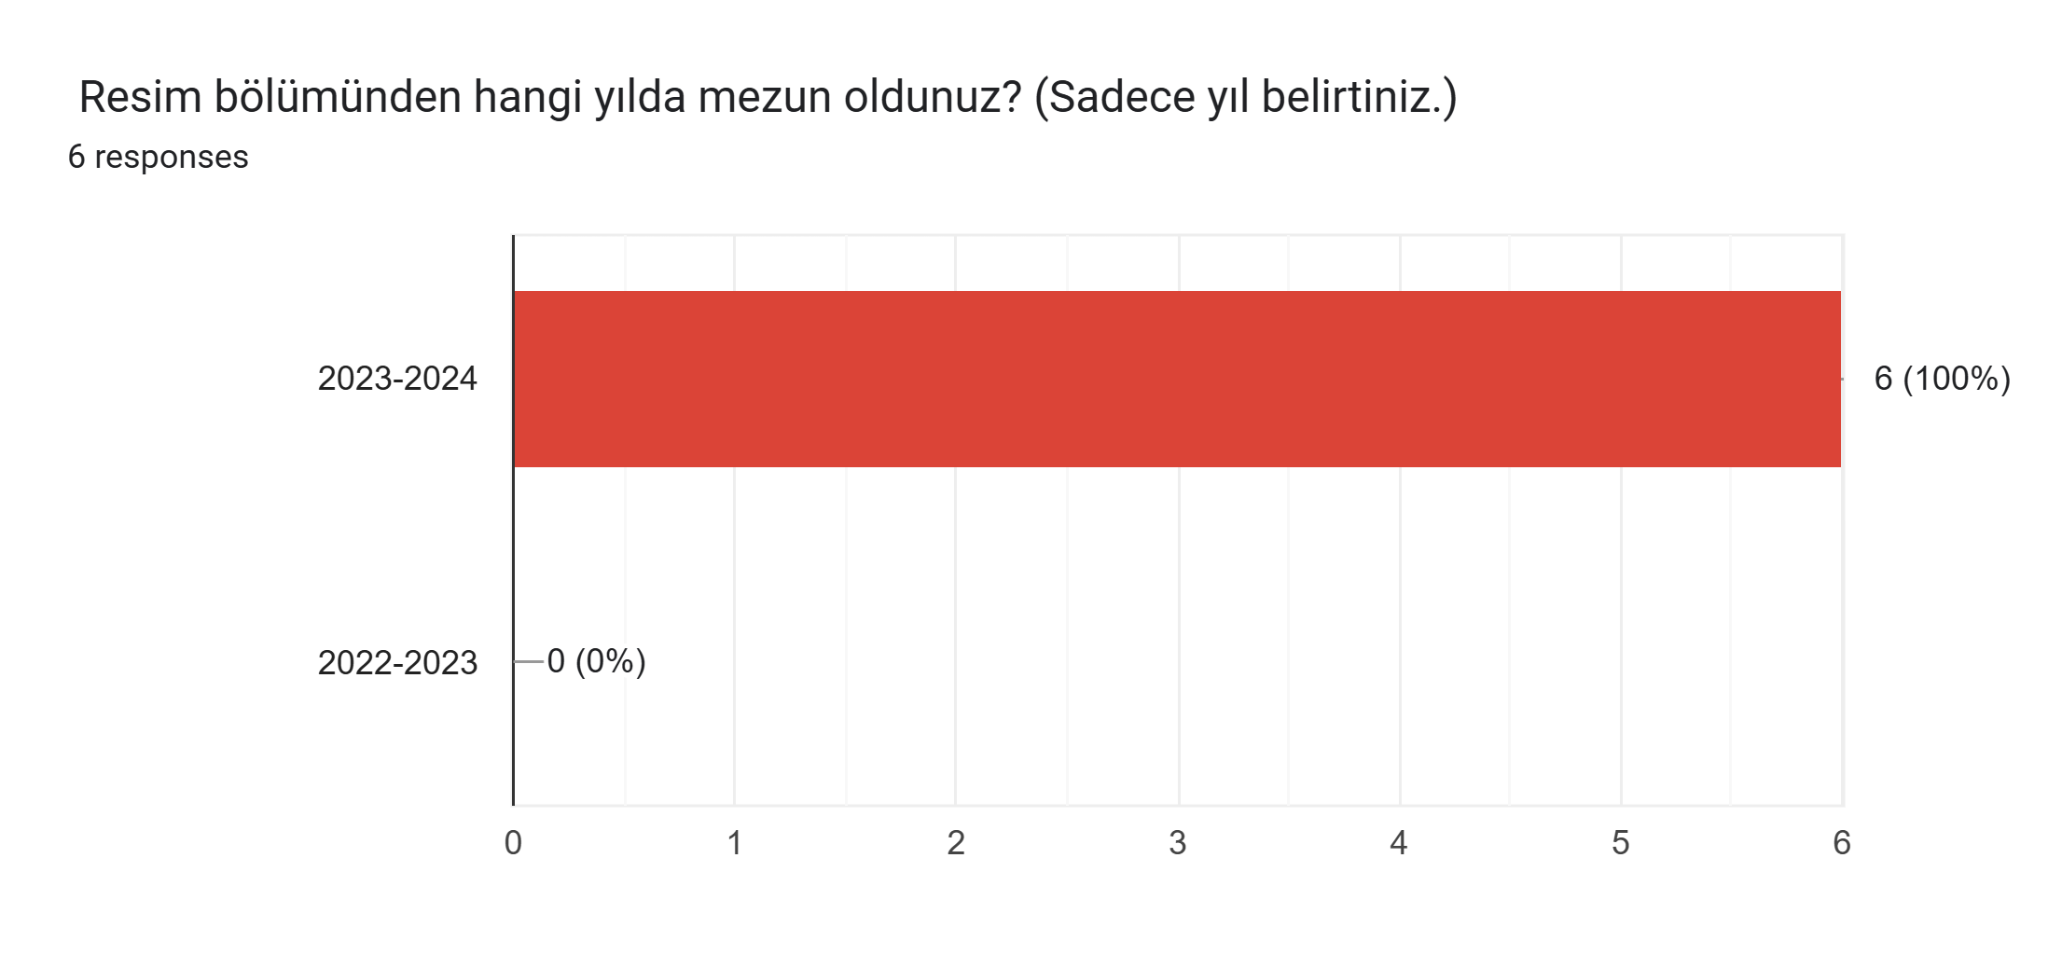 Resim bölümünden hangi yılda mezun oldunuz? (Sadece yıl belirtiniz.)
6 responses
2023-2024
6 (100%)
2022-2023
0 (0%)
0 1 2 3 4 5 6